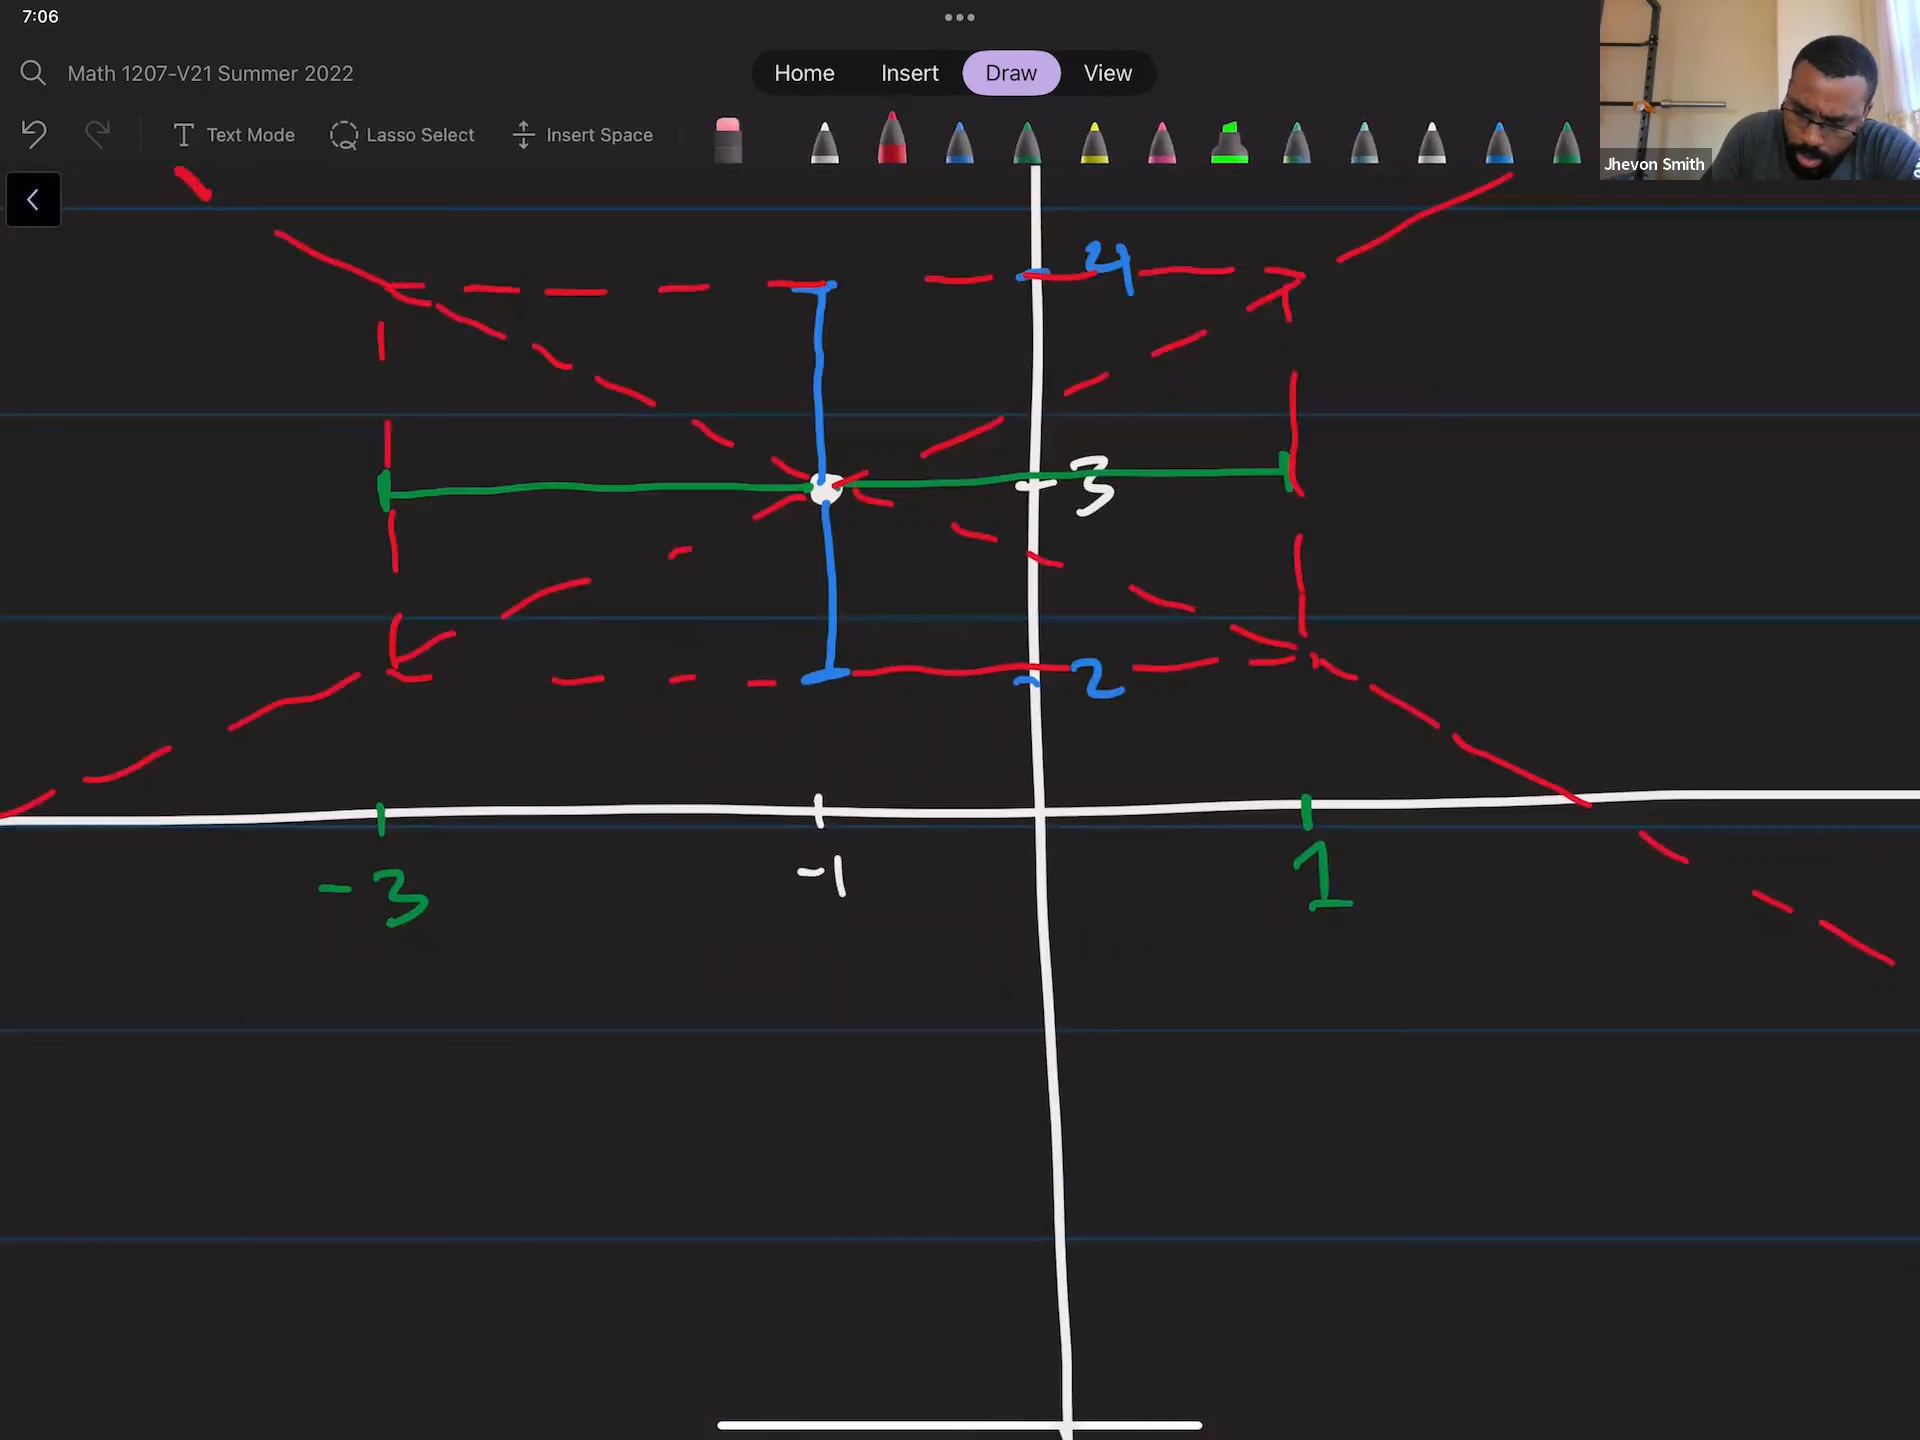 7:06
Math 1207-V21 Summer 2022
Home Insert Draw View
Text Mode Lasso Select Insert Space
Jhevon Smith
4
3
2
-3 -1 1